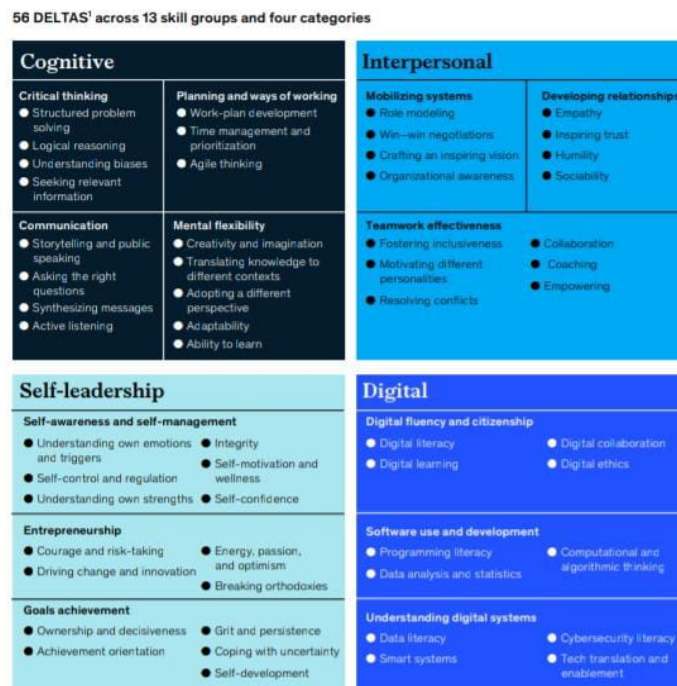 56 DELTAS¹ across 13 skill groups and four categories
Cognitive
Critical thinking
Structured problem
solving
Logical reasoning
Understanding biases
Seeking relevant
information
Planning and ways of working
Work-plan development
Time management and
prioritization
Agile thinking
Communication
Storytelling and public
speaking
Asking the right
questions
Synthesizing messages
Active listening
Mental flexibility
Creativity and imagination
Translating knowledge to
different contexts
Adopting a different
perspective
Adaptability
Ability to learn
Interpersonal
Mobilizing systems
Role modeling
Win–win negotiations
Crafting an inspiring vision
Organizational awareness
Developing relationships
Empathy
Inspiring trust
Humility
Sociability
Teamwork effectiveness
Fostering inclusiveness
Motivating different
personalities
Resolving conflicts
Collaboration
Coaching
Empowering
Self-leadership
Self-awareness and self-management
Understanding own emotions
and triggers
Self-control and regulation
Understanding own strengths
Integrity
Self-motivation and
wellness
Self-confidence
Entrepreneurship
Courage and risk-taking
Driving change and innovation
Energy, passion,
and optimism
Breaking orthodoxies
Goals achievement
Ownership and decisiveness
Achievement orientation
Grit and persistence
Coping with uncertainty
Self-development
Digital
Digital fluency and citizenship
Digital literacy
Digital learning
Digital collaboration
Digital ethics
Software use and development
Programming literacy
Data analysis and statistics
Computational and
algorithmic thinking
Understanding digital systems
Data literacy
Smart systems
Cybersecurity literacy
Tech translation and
enablement